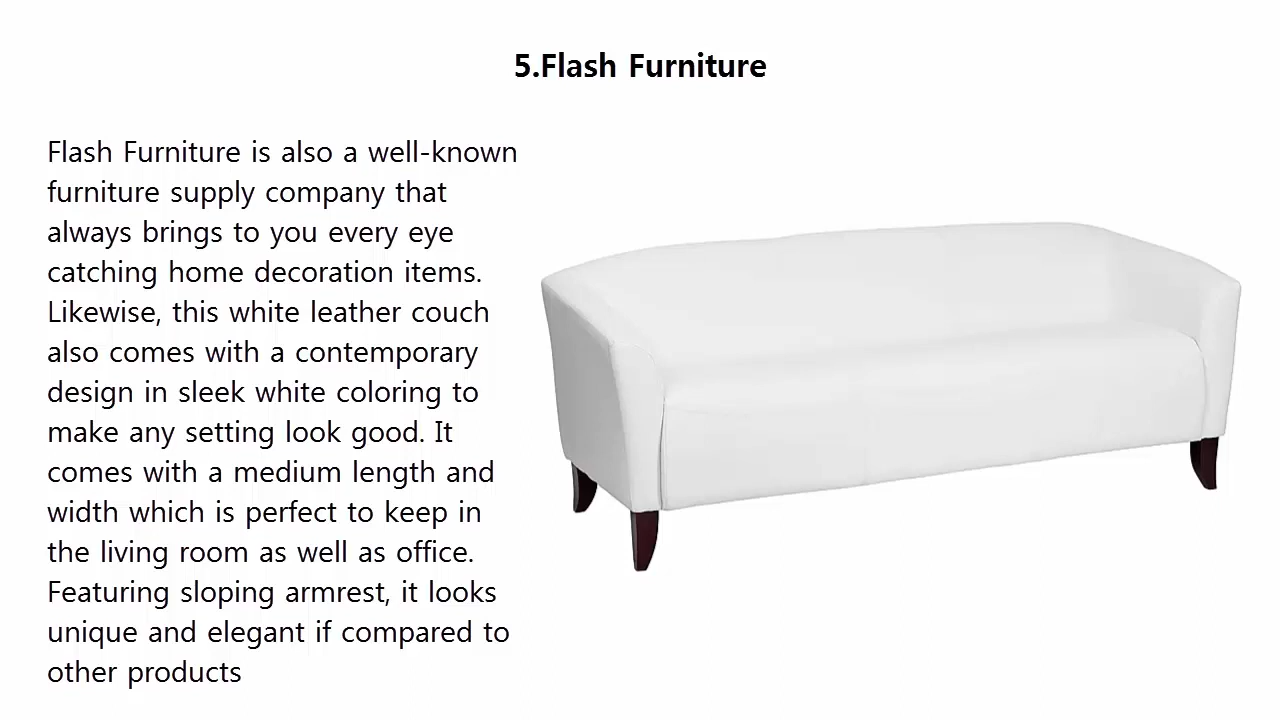 5.Flash Furniture
Flash Furniture is also a well-known
furniture supply company that
always brings to you every eye
catching home decoration items.
Likewise, this white leather couch
also comes with a contemporary
design in sleek white coloring to
make any setting look good. It
comes with a medium length and
width which is perfect to keep in
the living room as well as office.
Featuring sloping armrest, it looks
unique and elegant if compared to
other products